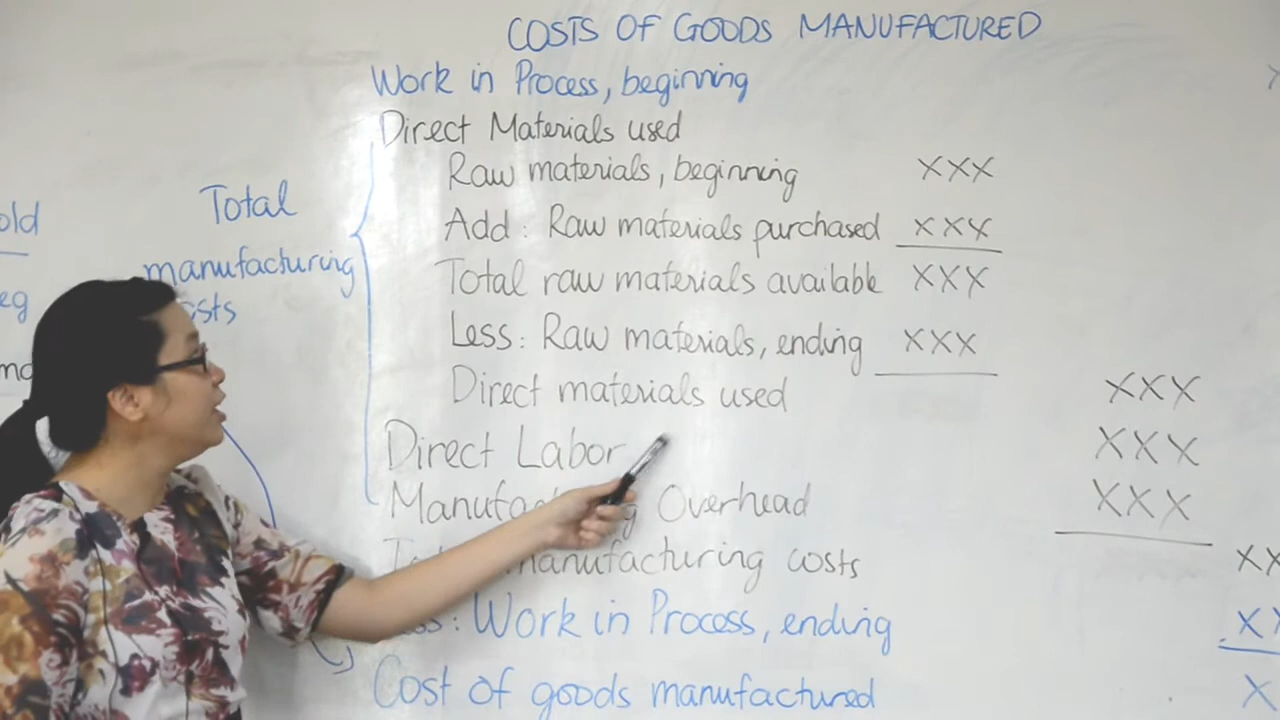 COSTS OF GOODS MANUFACTURED
Work in Process, beginning
Direct Materials used
Raw materials, beginning XXX
Add: Raw materials purchased XXX
Total raw materials available XXX
Less: Raw materials, ending XXX
Direct materials used XXX
Direct Labor XXX
Overhead XXX
manufacturing costs XX
: Work in Process, ending XX
Cost of goods manufactured X
Total
manufacturing